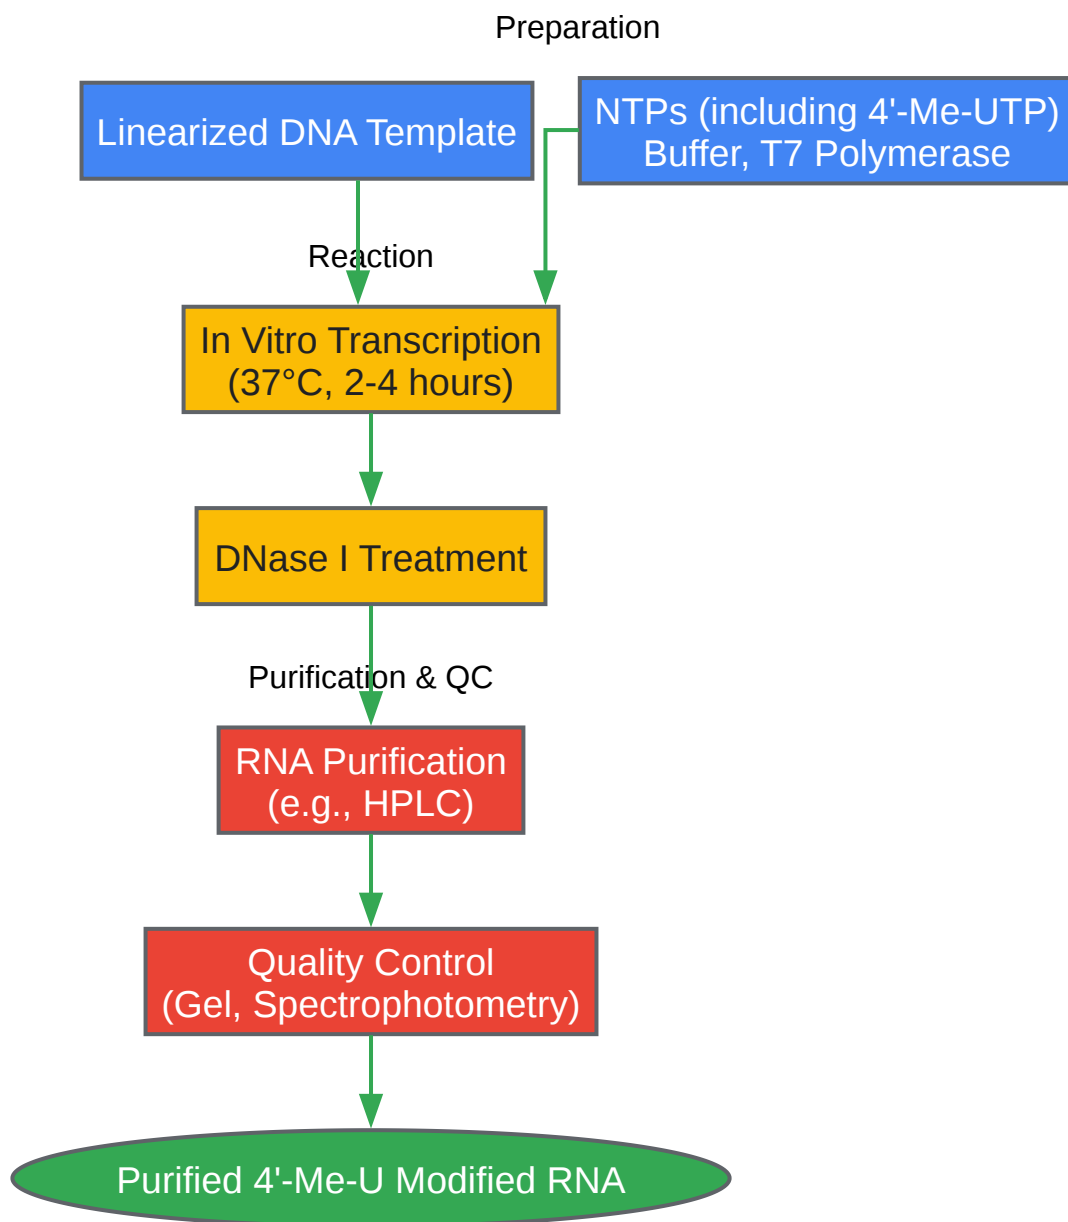 Preparation
Linearized DNA Template
NTPs (including 4'-Me-UTP)
Buffer, T7 Polymerase
Reaction
In Vitro Transcription
(37°C, 2-4 hours)
DNase I Treatment
Purification & QC
RNA Purification
(e.g., HPLC)
Quality Control
(Gel, Spectrophotometry)
Purified 4'-Me-U Modified RNA